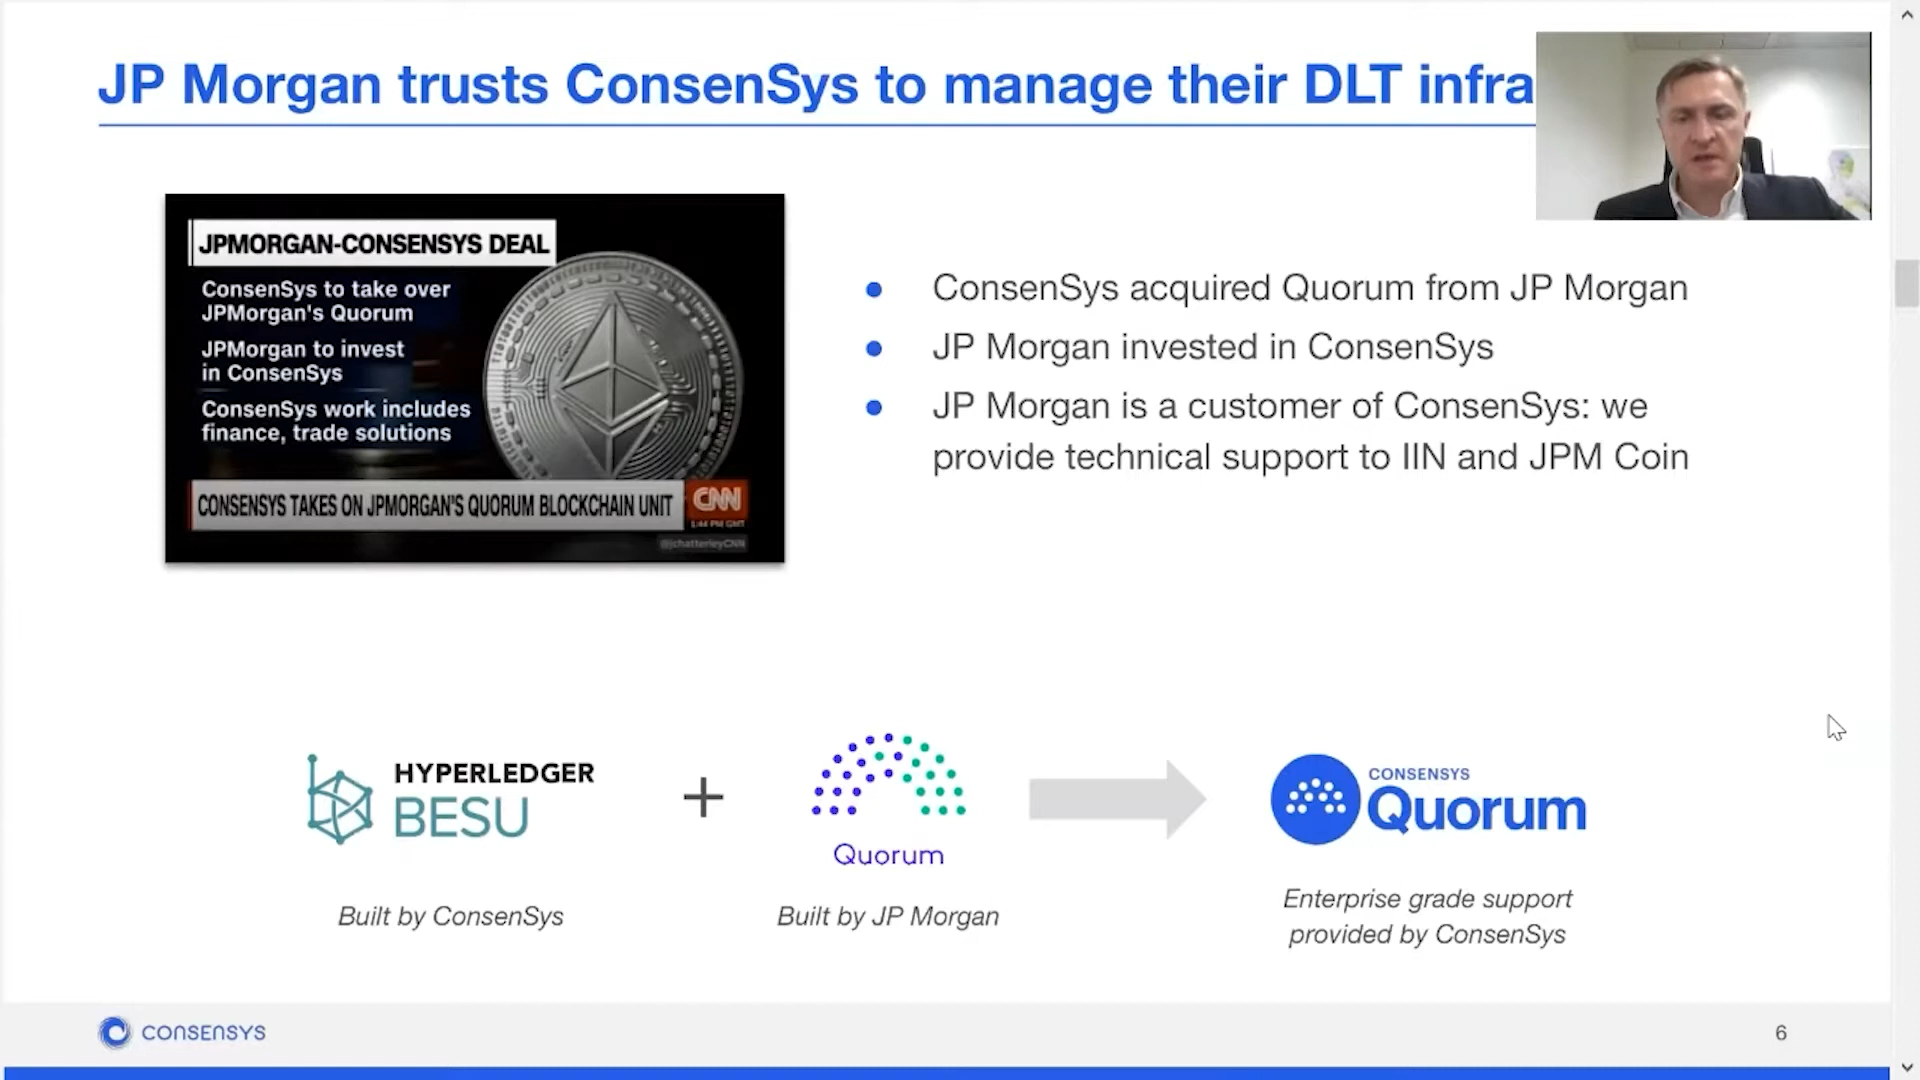 JP Morgan trusts ConsenSys to manage their DLT infra
JPMORGAN-CONSENSYS DEAL
ConsenSys to take over
JPMorgan's Quorum
JPMorgan to invest
in ConsenSys
ConsenSys work includes
finance, trade solutions
CONSENSYS TAKES ON JPMORGAN'S QUORUM BLOCKCHAIN UNIT
CNN
1:44 PM GMT
@jchatterleyCNN
• ConsenSys acquired Quorum from JP Morgan
• JP Morgan invested in ConsenSys
• JP Morgan is a customer of ConsenSys: we
provide technical support to IIN and JPM Coin
HYPERLEDGER
BESU
Built by ConsenSys
+
Quorum
Built by JP Morgan
CONSENSYS
Quorum
Enterprise grade support
provided by ConsenSys
CONSENSYS
6